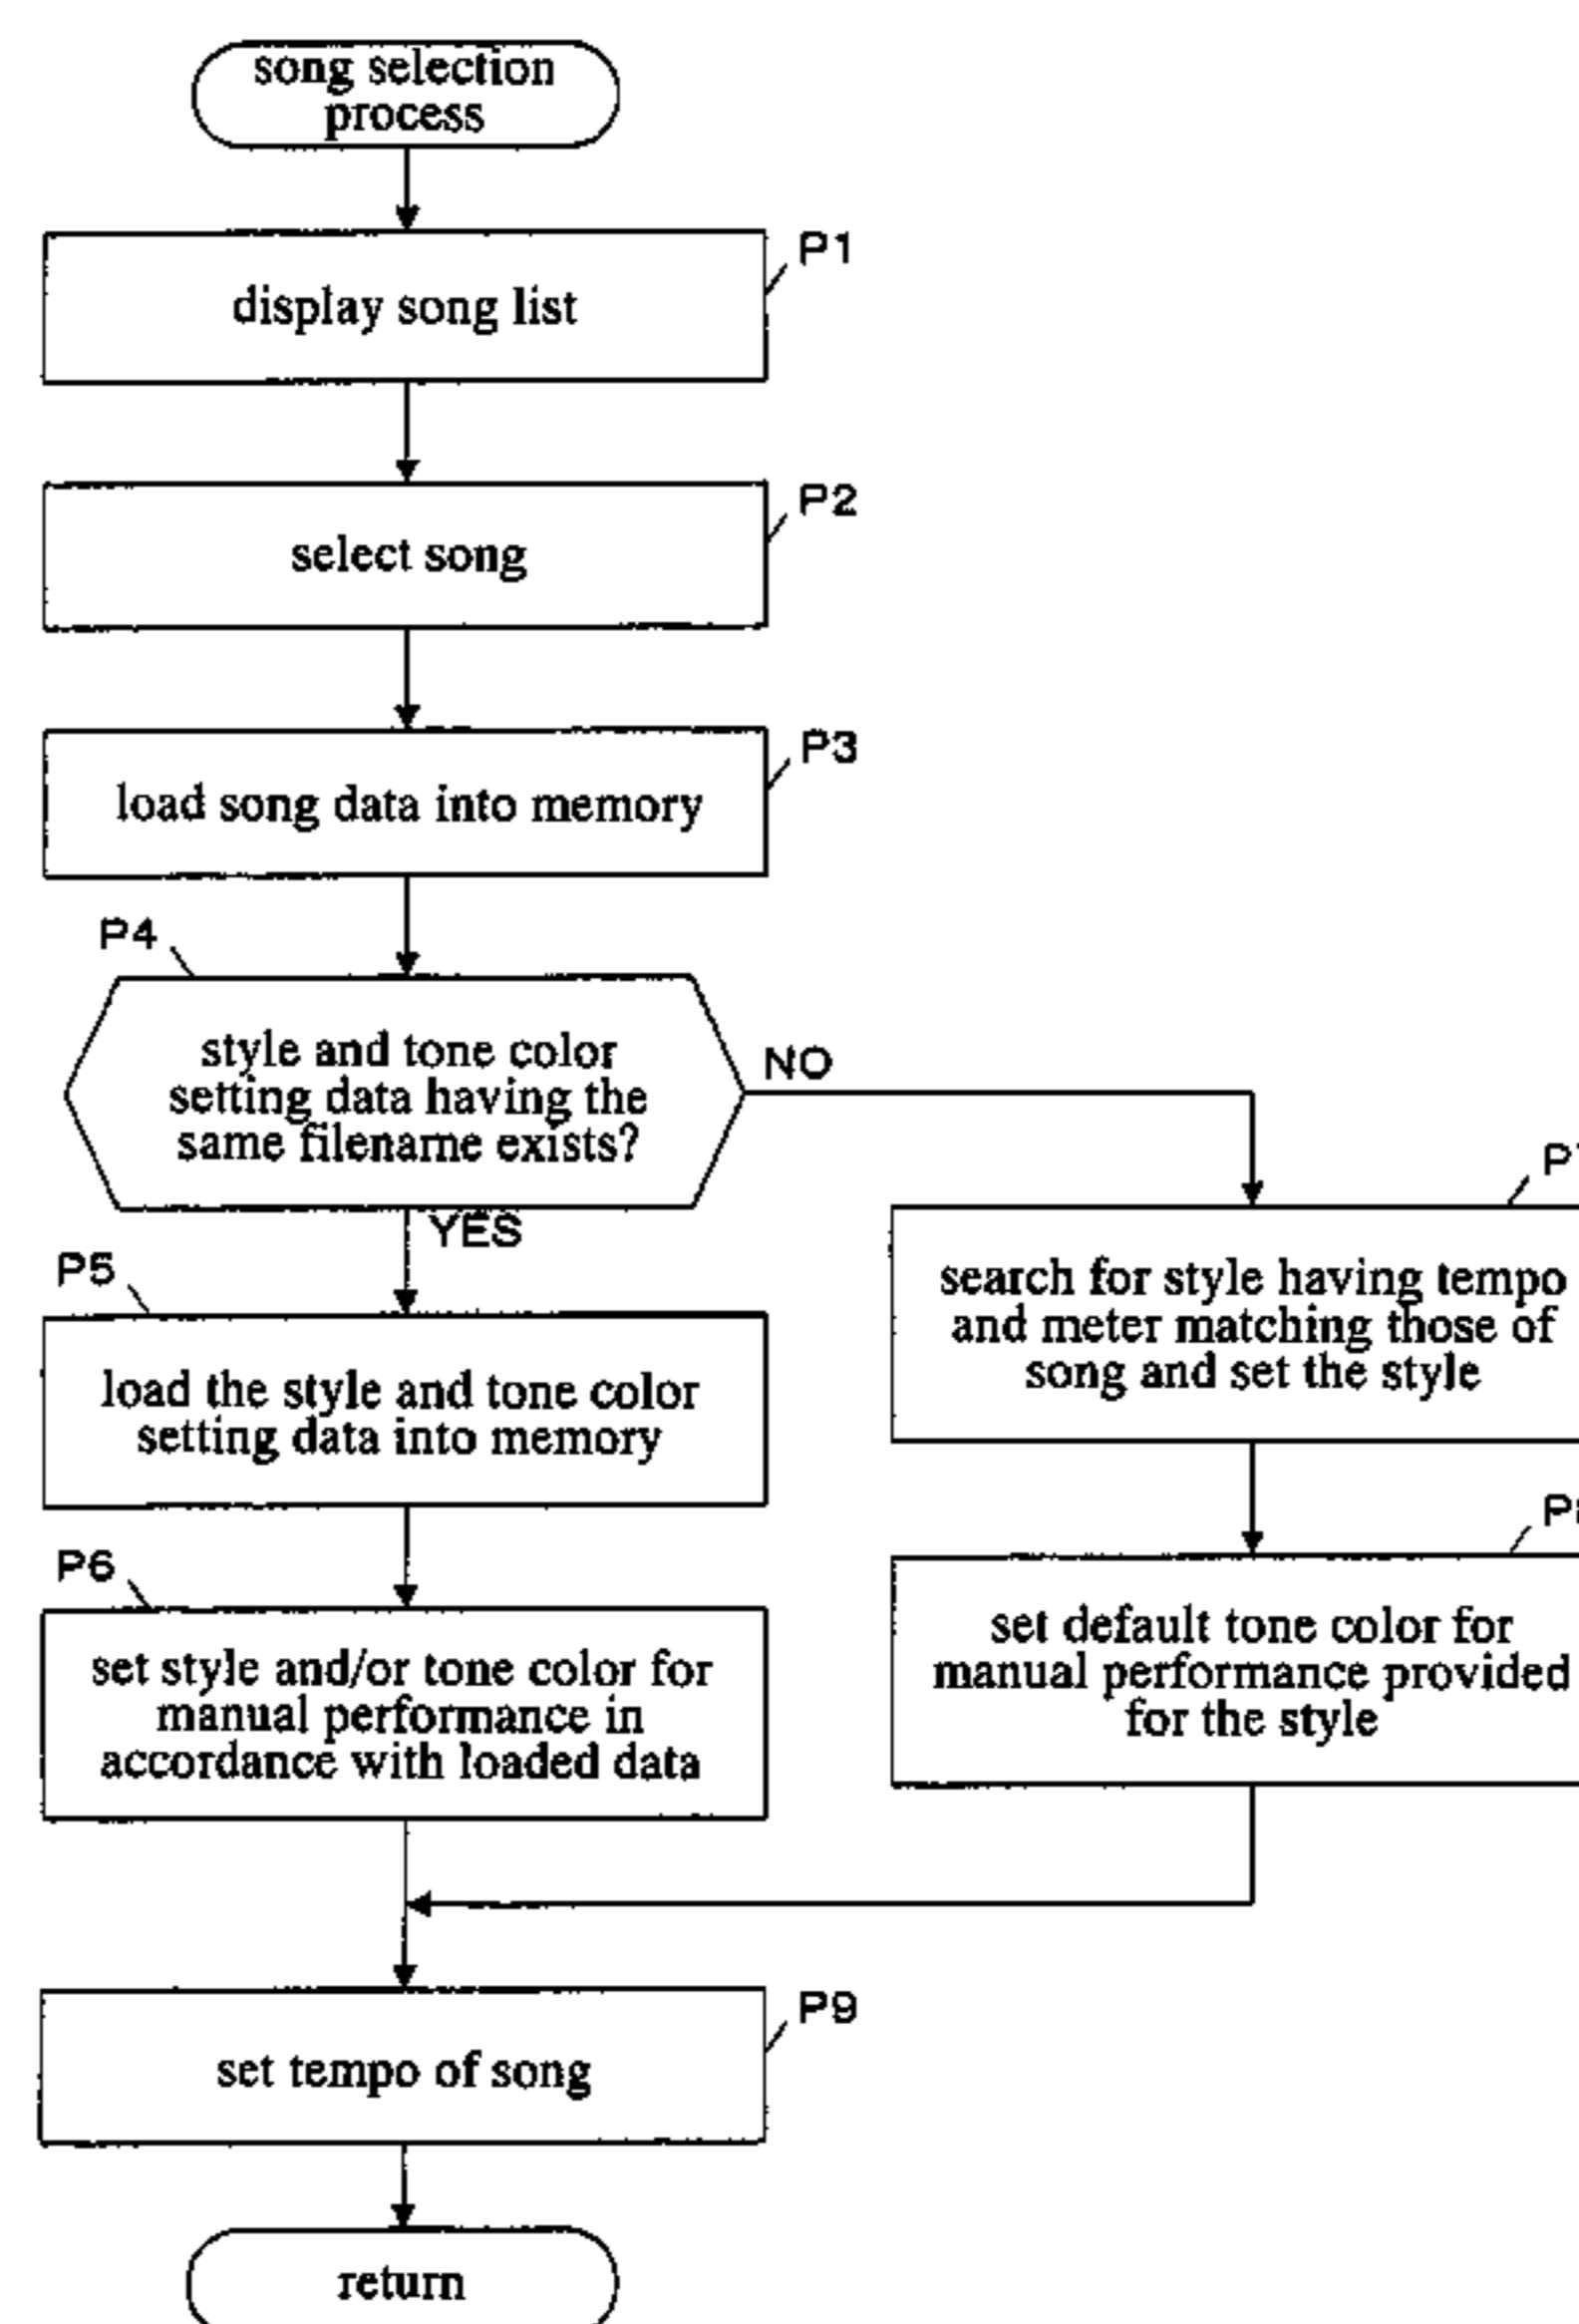 song selection
process
P1
display song list
P2
select song
P3
load song data into memory
P4
style and tone color
setting data having the
same filename exists?
NO
YES
P5
load the style and tone color
setting data into memory
P6
set style and/or tone color for
manual performance in
accordance with loaded data
search for style having tempo
and meter matching those of
song and set the style
set default tone color for
manual performance provided
for the style
P9
set tempo of song
return